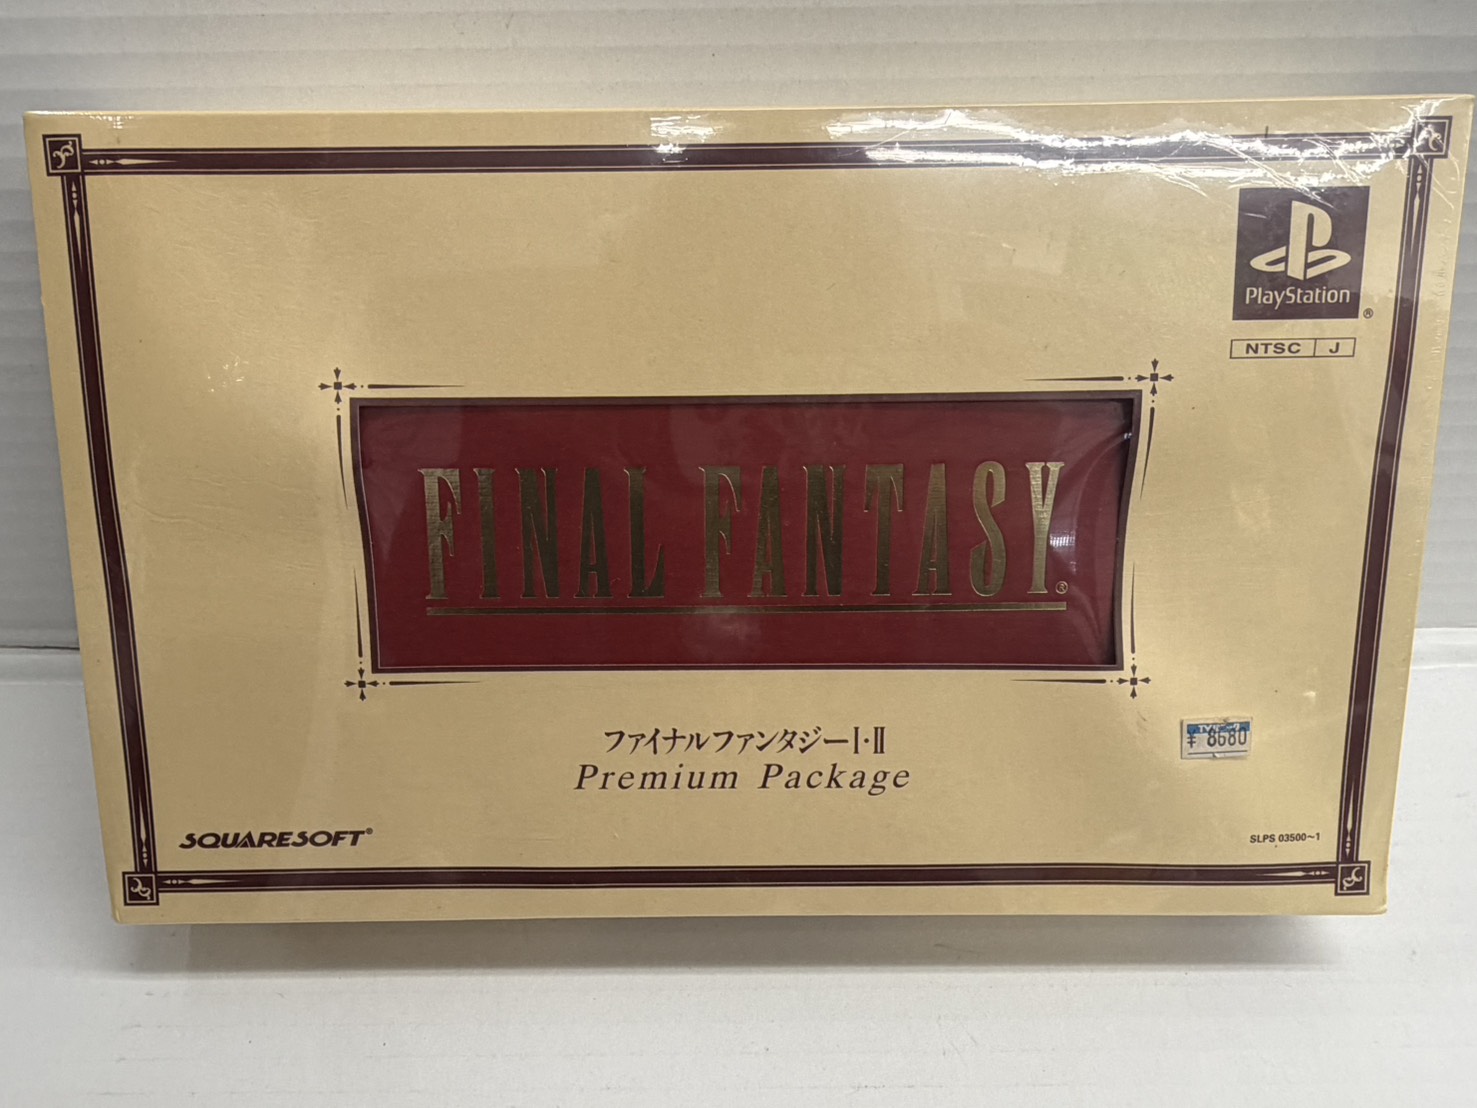 PlayStation®
NTSC J
FINAL FANTASY®
ファイナルファンタジーI・II
Premium Package
¥ 8680
SQUARESOFT®
SLPS 03500~1